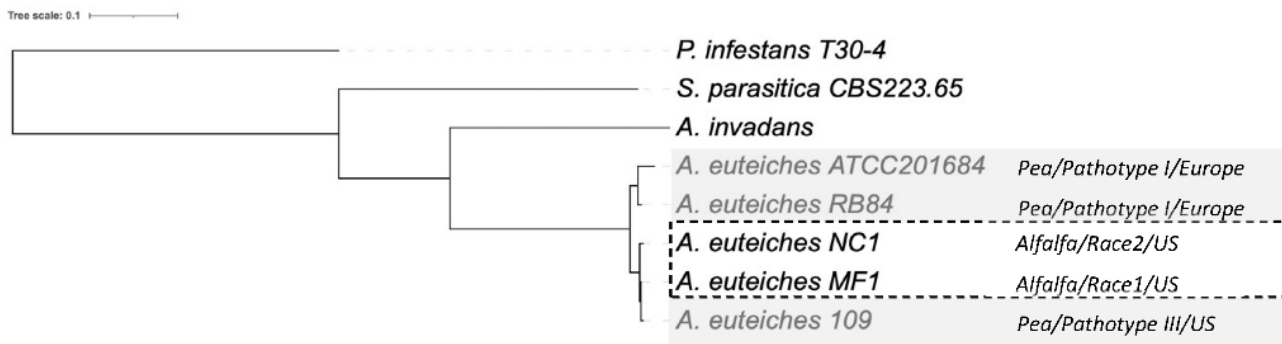 Tree scale: 0.1
P. infestans T30-4
S. parasitica CBS223.65
A. invadans
A. euteiches ATCC201684 Pea/Pathotype I/Europe
A. euteiches RB84 Pea/Pathotype I/Europe
A. euteiches NC1 Alfalfa/Race2/US
A. euteiches MF1 Alfalfa/Race1/US
A. euteiches 109 Pea/Pathotype III/US